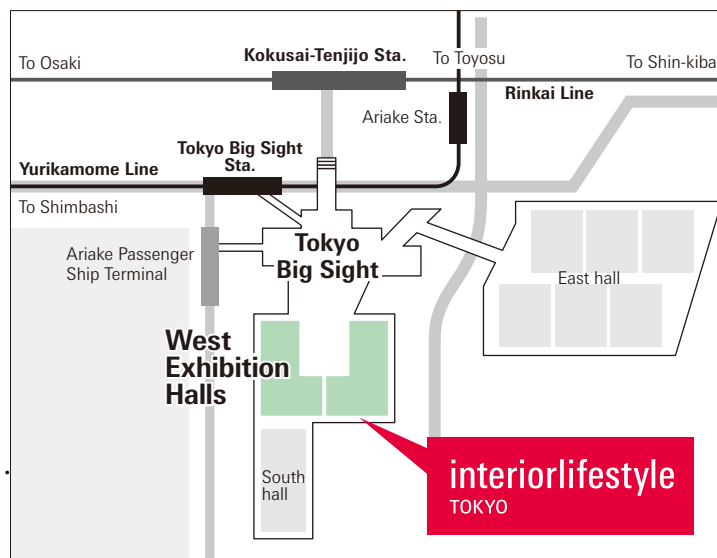 Kokusai-Tenjijo Sta.
To Osaki
To Toyosu
To Shin-kiba
Rinkai Line
Ariake Sta.
Tokyo Big Sight
Sta.
Yurikamome Line
To Shimbashi
Ariake Passenger
Ship Terminal
Tokyo
Big Sight
East hall
West
Exhibition
Halls
South
hall
interiorlifestyle
TOKYO